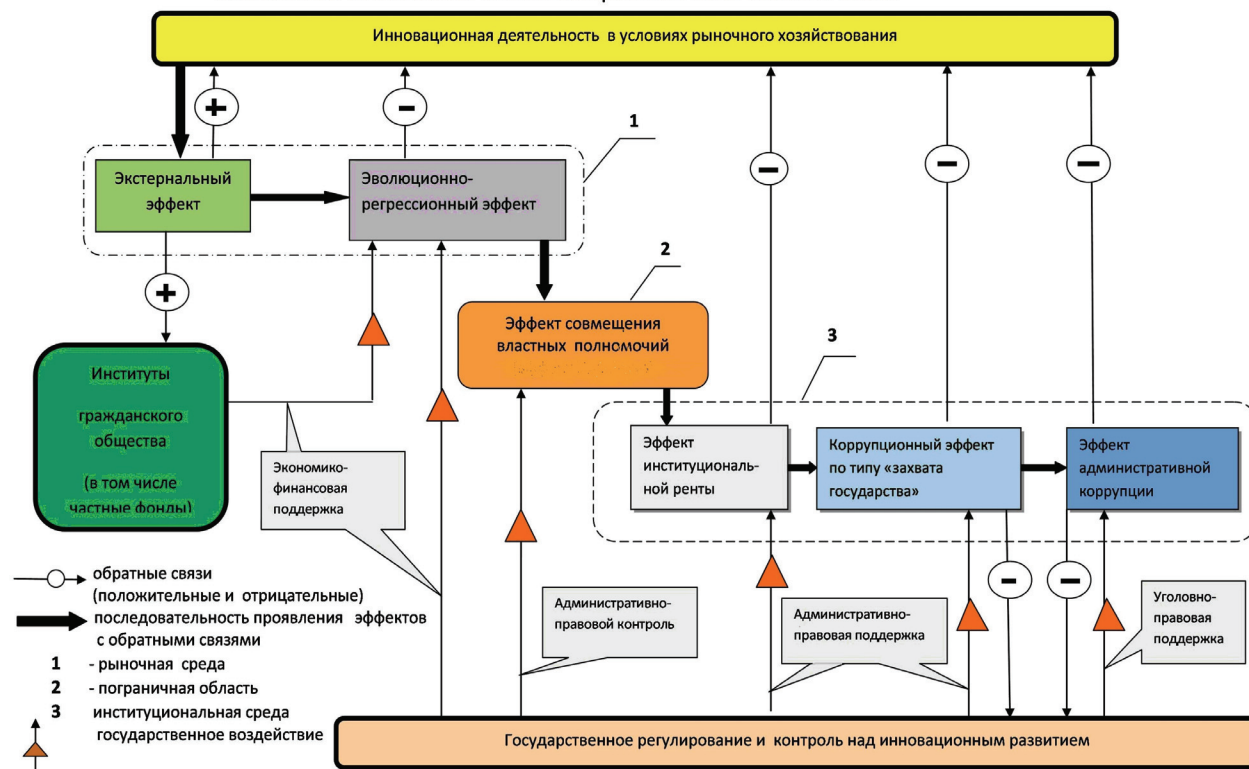 Инновационная деятельность в условиях рыночного хозяйствования
+
−
1
−
−
−
Экстернальный
эффект
Эволюционно-
регрессионный эффект
+
2
Эффект совмещения
властных полномочий
3
Институты
гражданского
общества
(в том числе
частные фонды)
Экономико-
финансовая
поддержка
Эффект
институциональ-
ной ренты
Коррупционный эффект
по типу «захвата
государства»
Эффект
административной
коррупции
−
−
Административно-
правовой контроль
Административно-
правовая поддержка
Уголовно-
правовая
поддержка
обратные связи
(положительные и отрицательные)
последовательность проявления эффектов
с обратными связями
1 - рыночная среда
2 - пограничная область
3 институциональная среда
государственное воздействие
Государственное регулирование и контроль над инновационным развитием